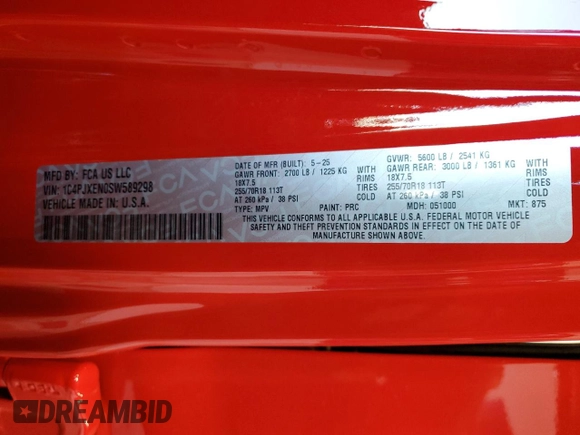 MFD BY: FCA US LLC
VIN: 1C4PJXEN0SW589298
VEHICLE MADE IN: U.S.A.
DATE OF MFR (BUILT): 5-25
GVWR: 5600 LB / 2541 KG
GAWR FRONT: 2700 LB / 1225 KG WITH
GAWR REAR: 3000 LB / 1361 KG WITH
18X7.5 RIMS
18X7.5 RIMS
255/70R18 113T TIRES
255/70R18 113T TIRES
AT 260 kPa / 38 PSI COLD
AT 260 kPa / 38 PSI COLD
TYPE: MPV PAINT: PRC MDH: 051000 MKT: 875
THIS VEHICLE CONFORMS TO ALL APPLICABLE U.S.A. FEDERAL MOTOR VEHICLE
SAFETY AND THEFT PREVENTION STANDARDS IN EFFECT ON THE DATE OF
MANUFACTURE SHOWN ABOVE.
DREAMBID